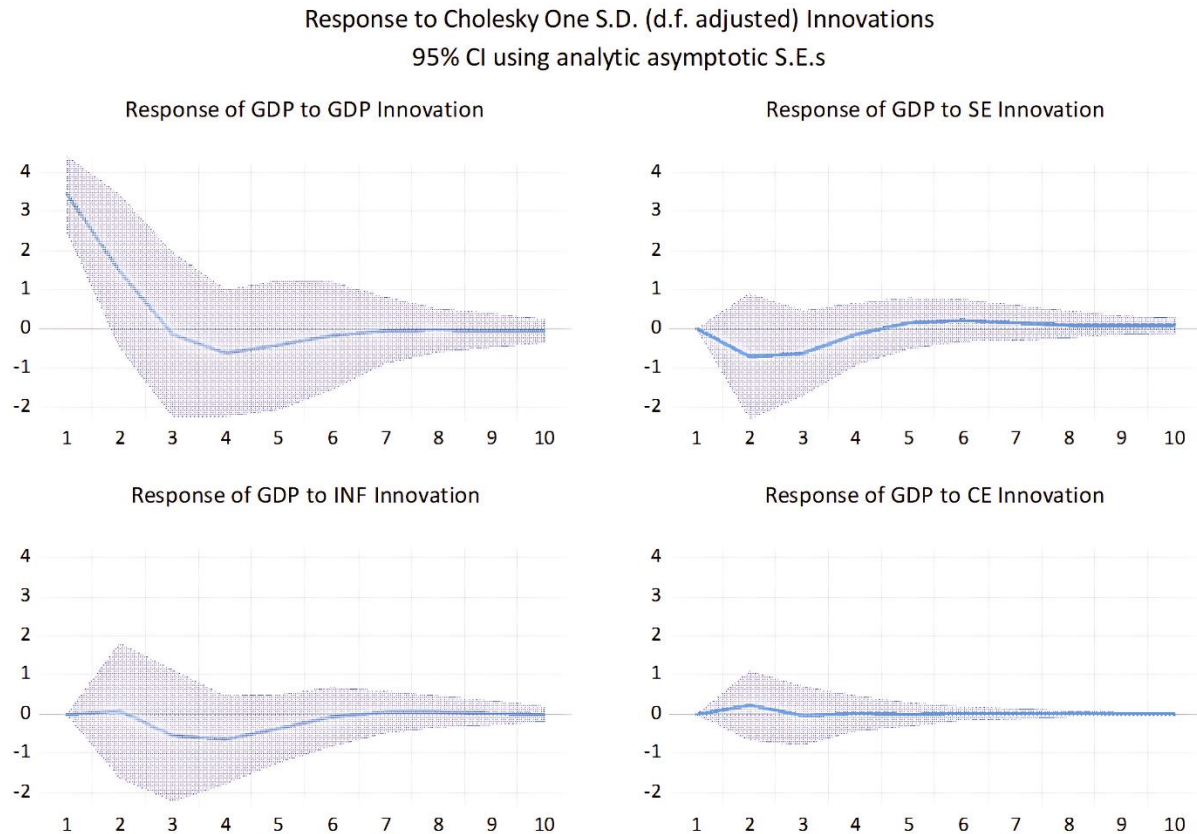 Response to Cholesky One S.D. (d.f. adjusted) Innovations
95% CI using analytic asymptotic S.E.s
Response of GDP to GDP Innovation
4
3
2
1
0
-1
-2
1 2 3 4 5 6 7 8 9 10
Response of GDP to SE Innovation
4
3
2
1
0
-1
-2
1 2 3 4 5 6 7 8 9 10
Response of GDP to INF Innovation
4
3
2
1
0
-1
-2
1 2 3 4 5 6 7 8 9 10
Response of GDP to CE Innovation
4
3
2
1
0
-1
-2
1 2 3 4 5 6 7 8 9 10